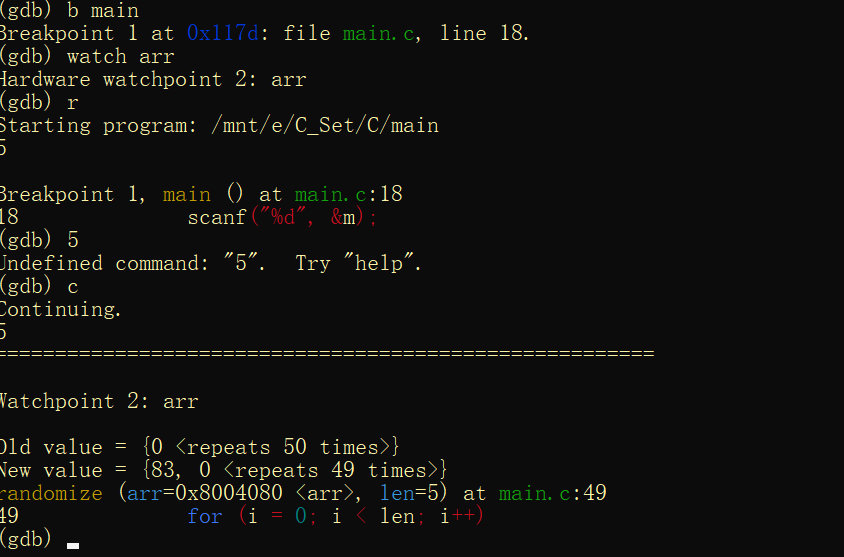 (gdb) b main
Breakpoint 1 at 0x117d: file main.c, line 18.
(gdb) watch arr
Hardware watchpoint 2: arr
(gdb) r
Starting program: /mnt/e/C_Set/C/main
5
Breakpoint 1, main () at main.c:18
18 scanf("%d", &m);
(gdb) 5
Undefined command: "5". Try "help".
(gdb) c
Continuing.
5
=======================================================
Watchpoint 2: arr
Old value = {0 <repeats 50 times>}
New value = {83, 0 <repeats 49 times>}
randomize (arr=0x8004080 <arr>, len=5) at main.c:49
49 for (i = 0; i < len; i++)
(gdb)